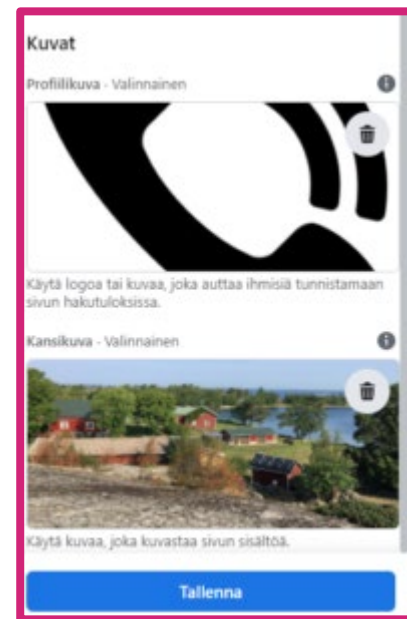 Kuvat
Profiilikuva - Valinnainen
Käytä logoa tai kuvaa, joka auttaa ihmisiä tunnistamaan
sivun hakutuloksissa.
Kansikuva - Valinnainen
Käytä kuvaa, joka kuvastaa sivun sisältöä.
Tallenna